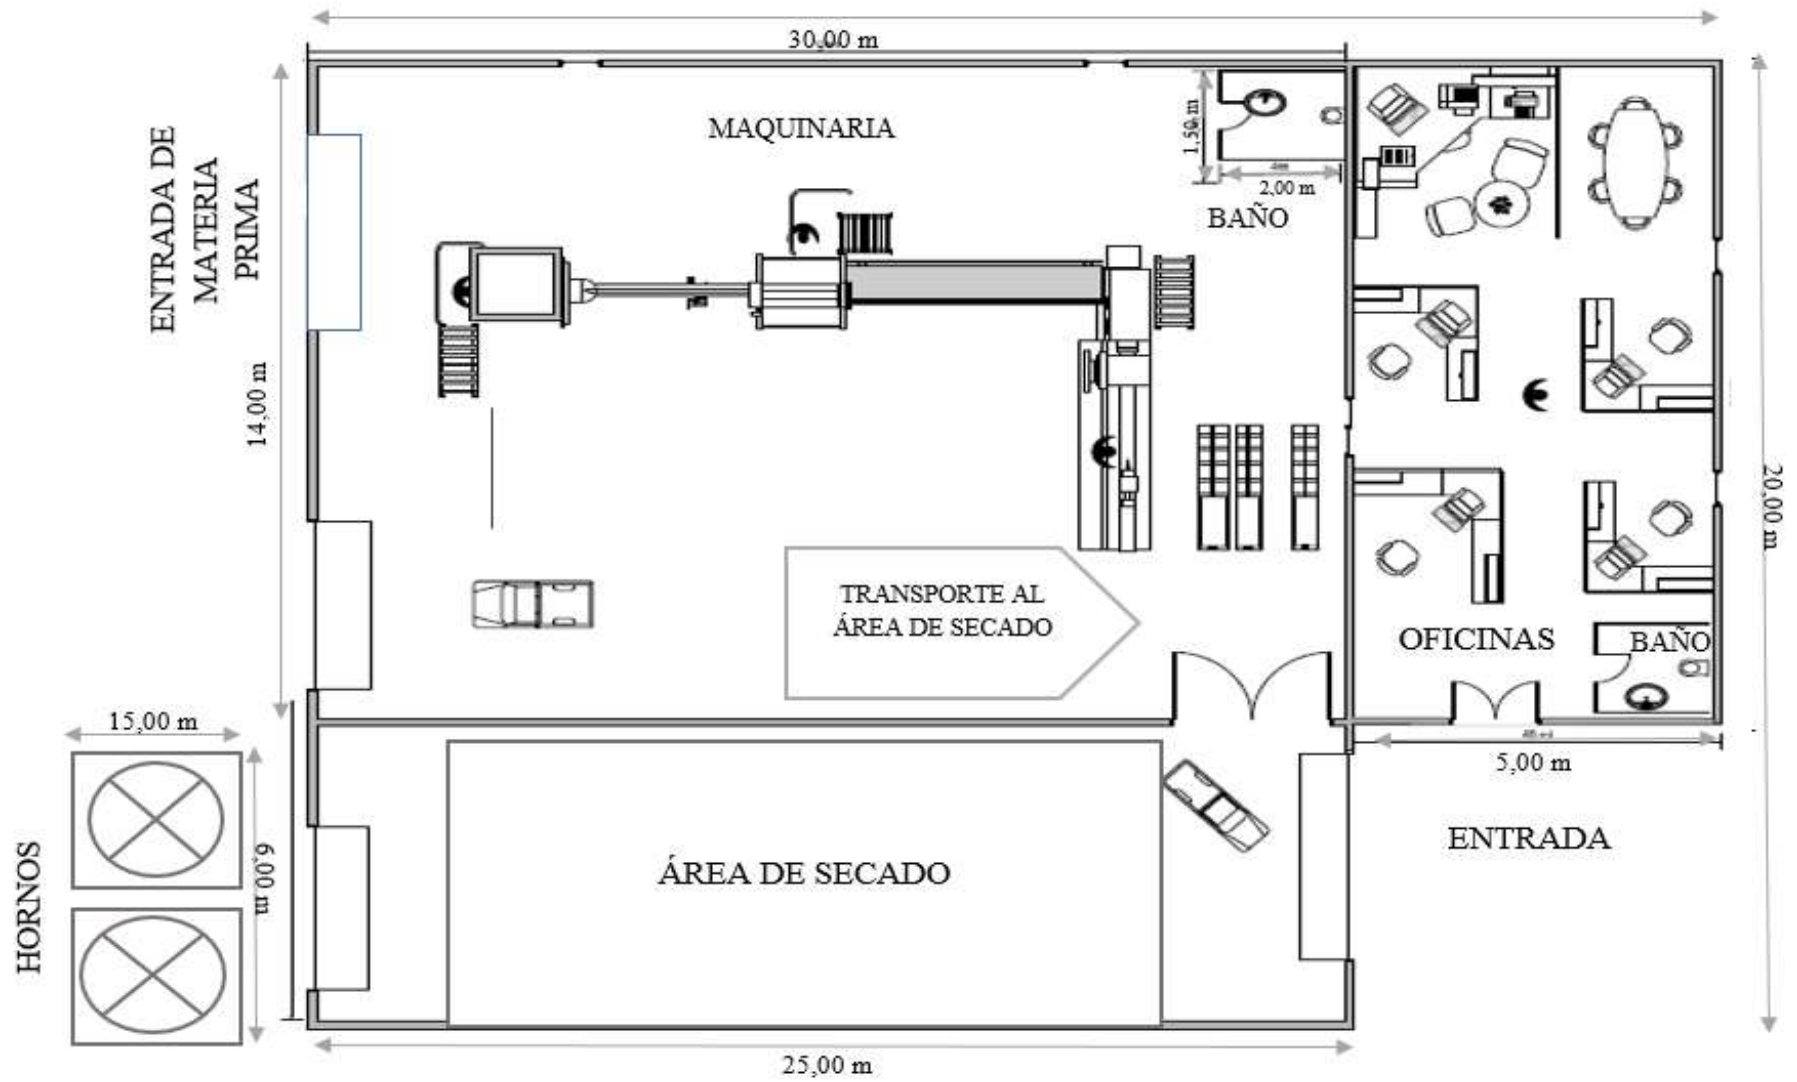 30,00 m
MAQUINARIA
1,50 m
2,00 m
BAÑO
ENTRADA DE
MATERIA
PRIMA
14,00 m
20,00 m
TRANSPORTE AL
ÁREA DE SECADO
OFICINAS
BAÑO
15,00 m
5,00 m
6,00 m
HORNOS
ENTRADA
ÁREA DE SECADO
25,00 m